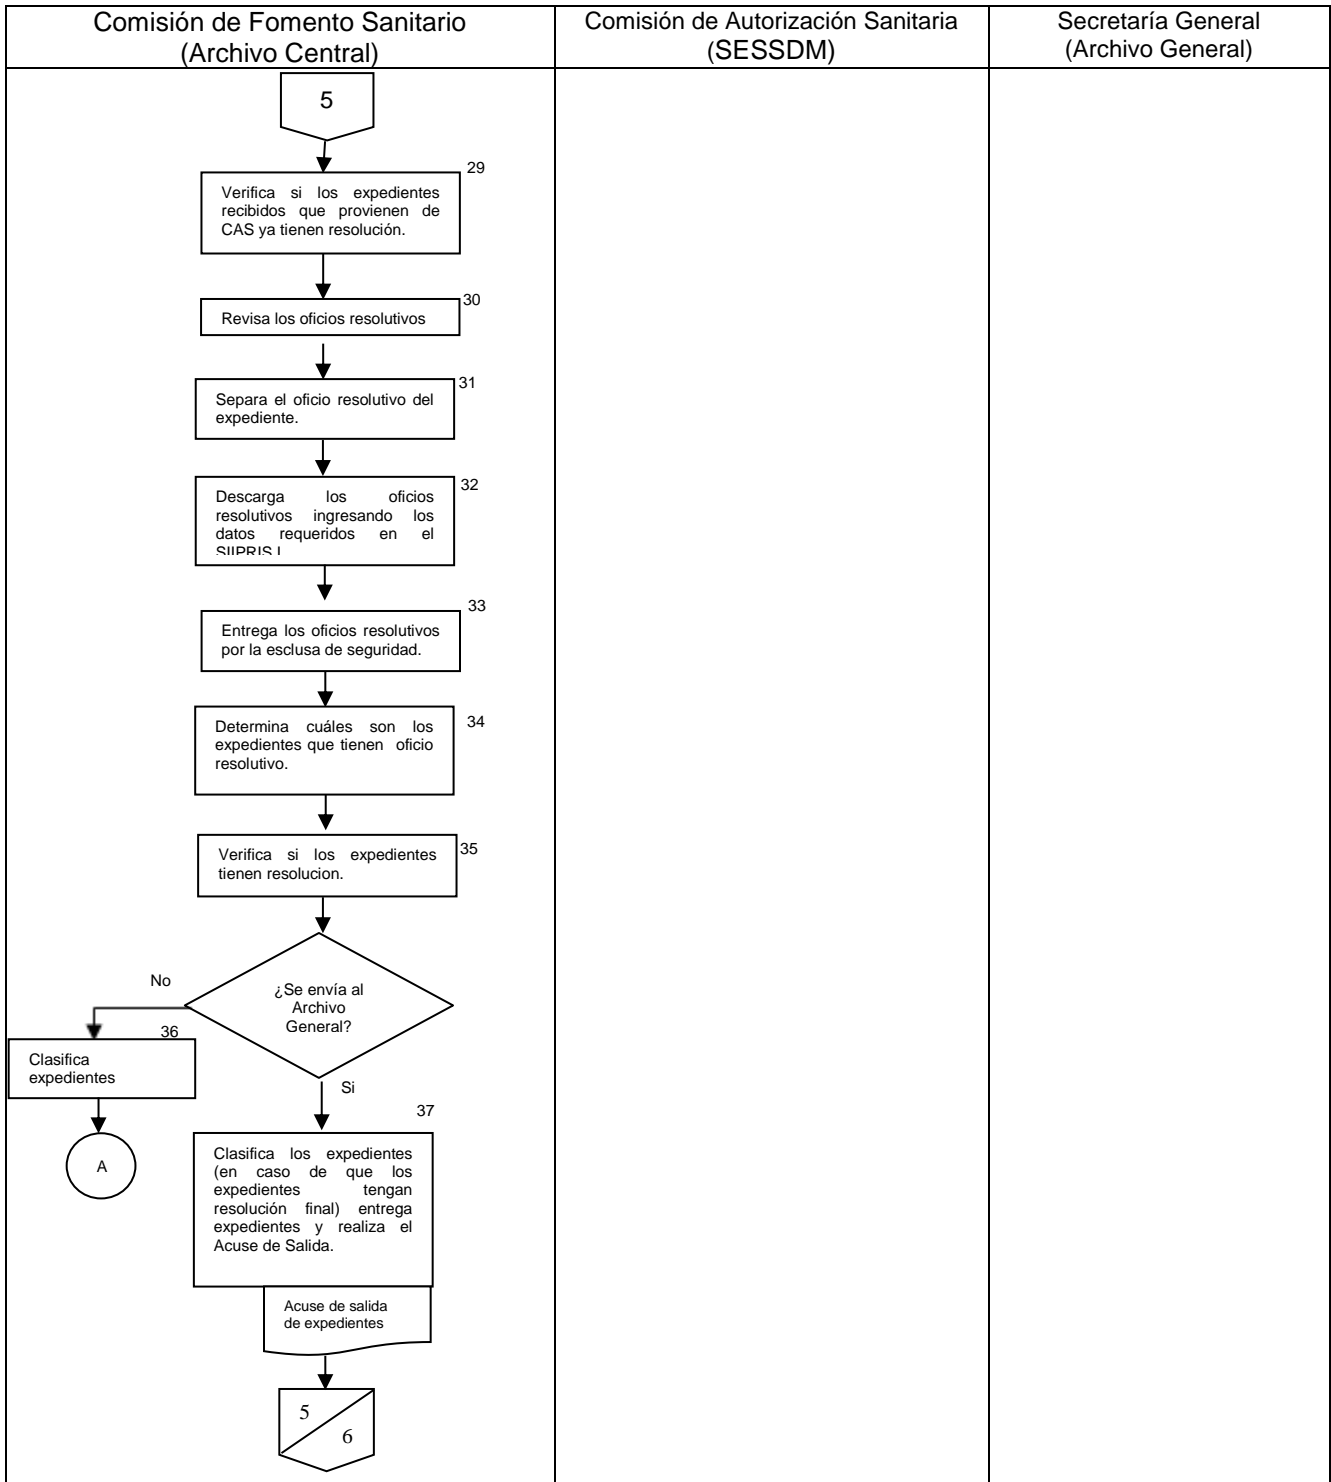 Comisión de Fomento Sanitario
(Archivo Central)
Comisión de Autorización Sanitaria
(SESSDM)
Secretaría General
(Archivo General)
5
29
Verifica si los expedientes
recibidos que provienen de
CAS ya tienen resolución.
30
Revisa los oficios resolutivos
31
Separa el oficio resolutivo del
expediente.
32
Descarga los oficios
resolutivos ingresando los
datos requeridos en el
33
Entrega los oficios resolutivos
por la esclusa de seguridad.
34
Determina cuáles son los
expedientes que tienen oficio
resolutivo.
35
Verifica si los expedientes
tienen resolucion.
¿Se envía al
Archivo
General?
No
36
Clasifica
expedientes
A
Si
37
Clasifica los expedientes
(en caso de que los
expedientes tengan
resolución final) entrega
expedientes y realiza el
Acuse de Salida.
Acuse de salida
de expedientes
5
6